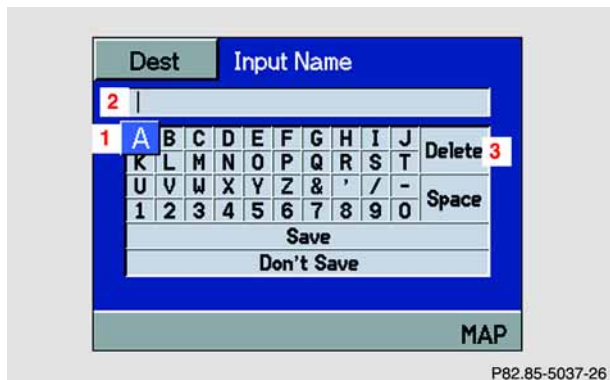 Dest Input Name
2
1 A B C D E F G H I J Delete 3
K L M N O P Q R S T
U V W X Y Z & ' / - Space
1 2 3 4 5 6 7 8 9 0
Save
Don't Save
MAP
P82.85-5037-26